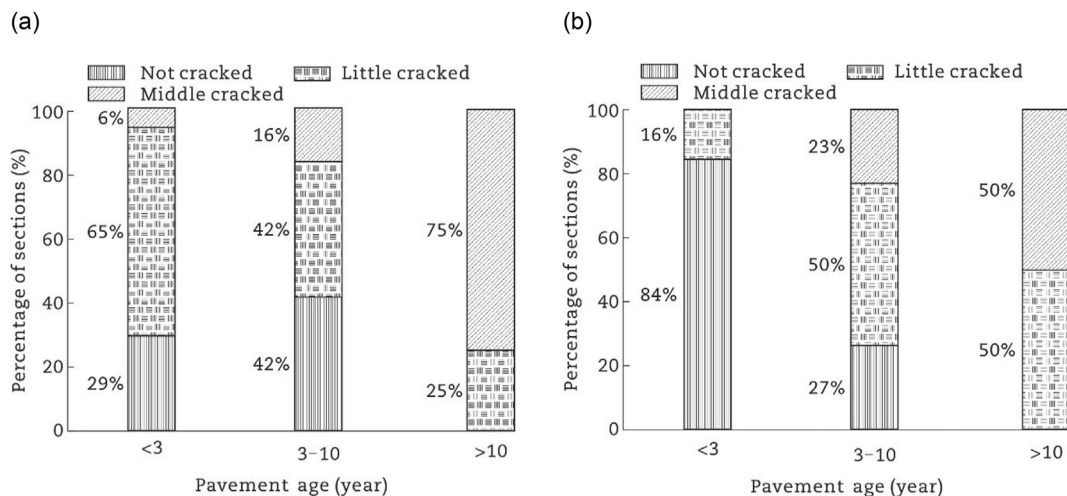 (a)
Not cracked Little cracked
Middle cracked
Percentage of sections (%)
100
80
60
40
20
0
6%
65%
29%
16%
42%
42%
75%
25%
<3 3–10 >10
Pavement age (year)
(b)
Not cracked Little cracked
Middle cracked
Percentage of sections (%)
100
80
60
40
20
0
16%
84%
23%
50%
27%
50%
50%
<3 3–10 >10
Pavement age (year)